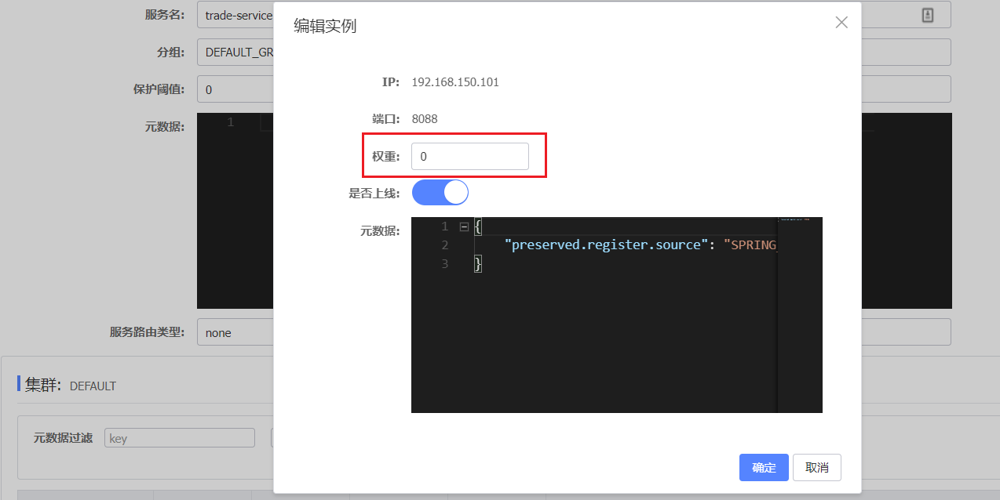 服务名: trade-service
分组: DEFAULT_GR
保护阈值: 0
元数据: 1
服务路由类型: none
集群: DEFAULT
元数据过滤 key
编辑实例
IP: 192.168.150.101
端口: 8088
权重: 0
是否上线:
元数据:
1 {
2 "preserved.register.source": "SPRING
3 }
确定 取消